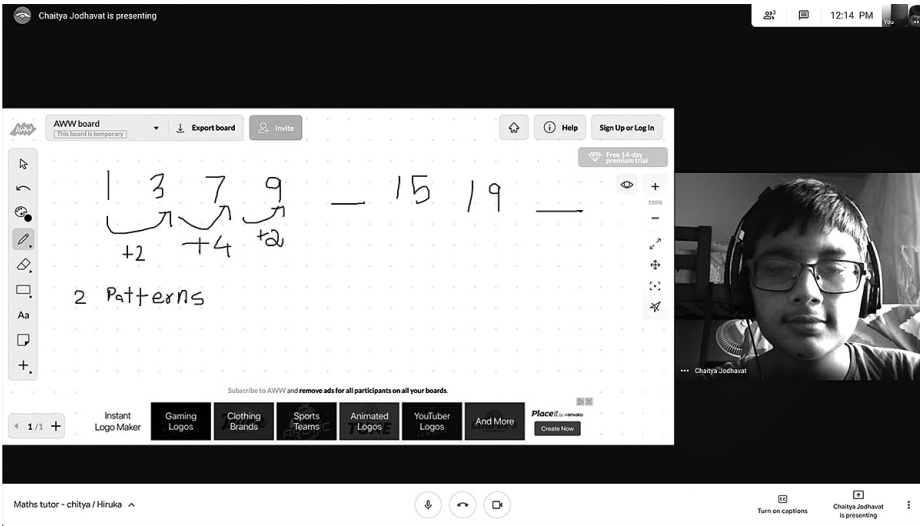 Chaitya Jodhavat is presenting
3
12:14 PM
You
AWW board
This board is temporary
Export board
Invite
Help
Sign Up or Log In
Free 14-day
premium trial
1 3 7 9 _ 15 19 _
+2 +4 +2
2 Patterns
100%
Aa
Chaitya Jodhavat
Subscribe to AWW and remove ads for all participants on all your boards.
1/1
Instant
Logo Maker
Gaming
Logos
Clothing
Brands
Sports
Teams
Animated
Logos
YouTuber
Logos
And More
Placeit by envato
Create Now
Maths tutor - chitya / Hiruka
Turn on captions
Chaitya Jodhavat
is presenting